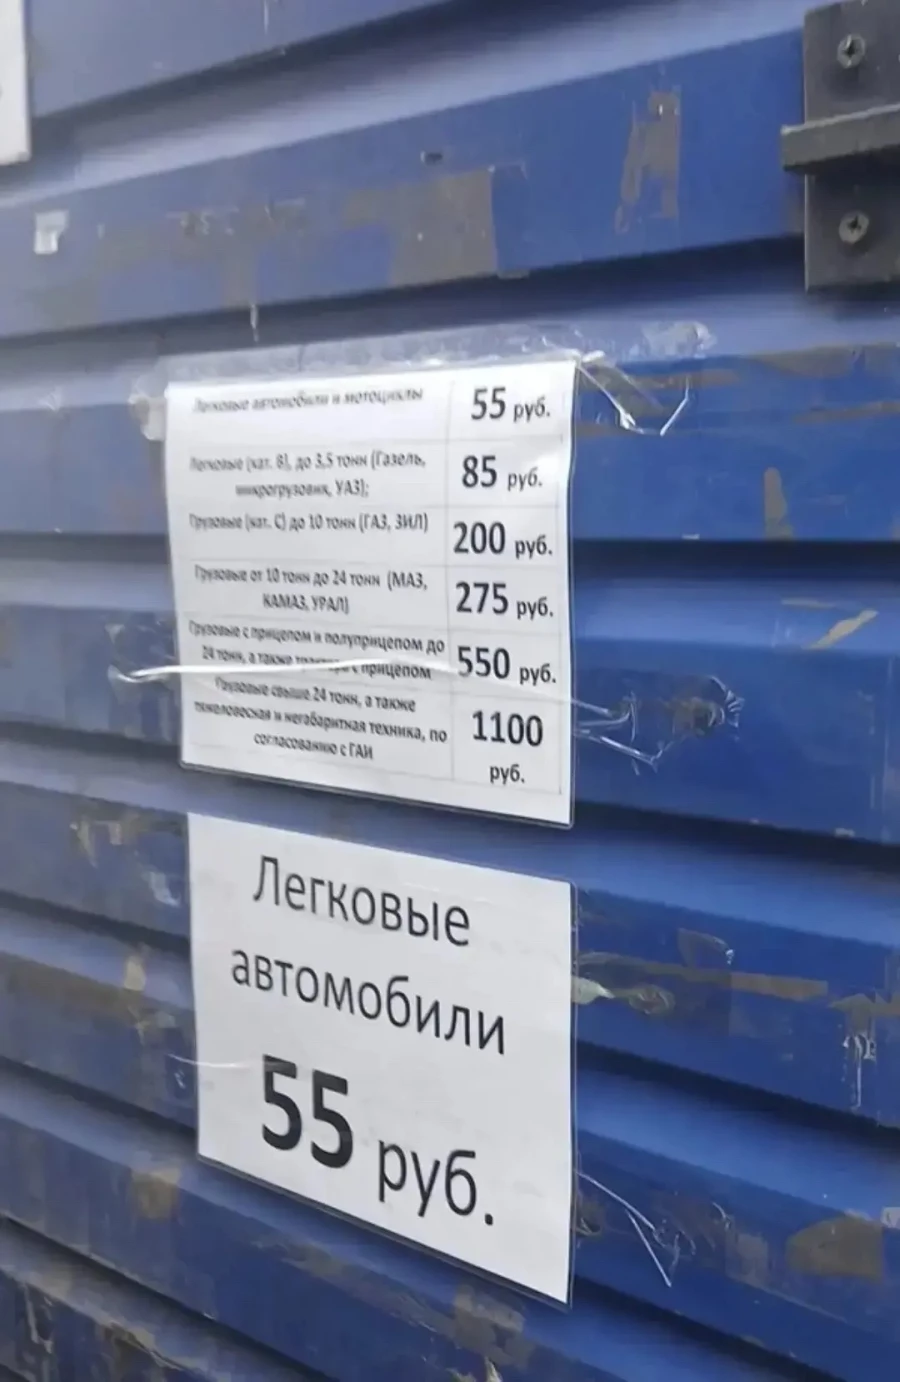 Легковые автомобили и мотоциклы
55 руб.
Легковые (кат. В), до 3,5 тонн (Газель,
микрогрузовик, УАЗ);
85 руб.
Грузовые (кат. С) до 10 тонн (ГАЗ, ЗИЛ)
200 руб.
Грузовые от 10 тонн до 24 тонн (МАЗ,
КАМАЗ, УРАЛ)
275 руб.
Грузовые с прицепом и полуприцепом до
24 тонн, а также трактора с прицепом
550 руб.
Грузовые свыше 24 тонн, а также
тяжеловесная и негабаритная техника, по
согласованию с ГАИ
1100
руб.
Легковые
автомобили
55 руб.